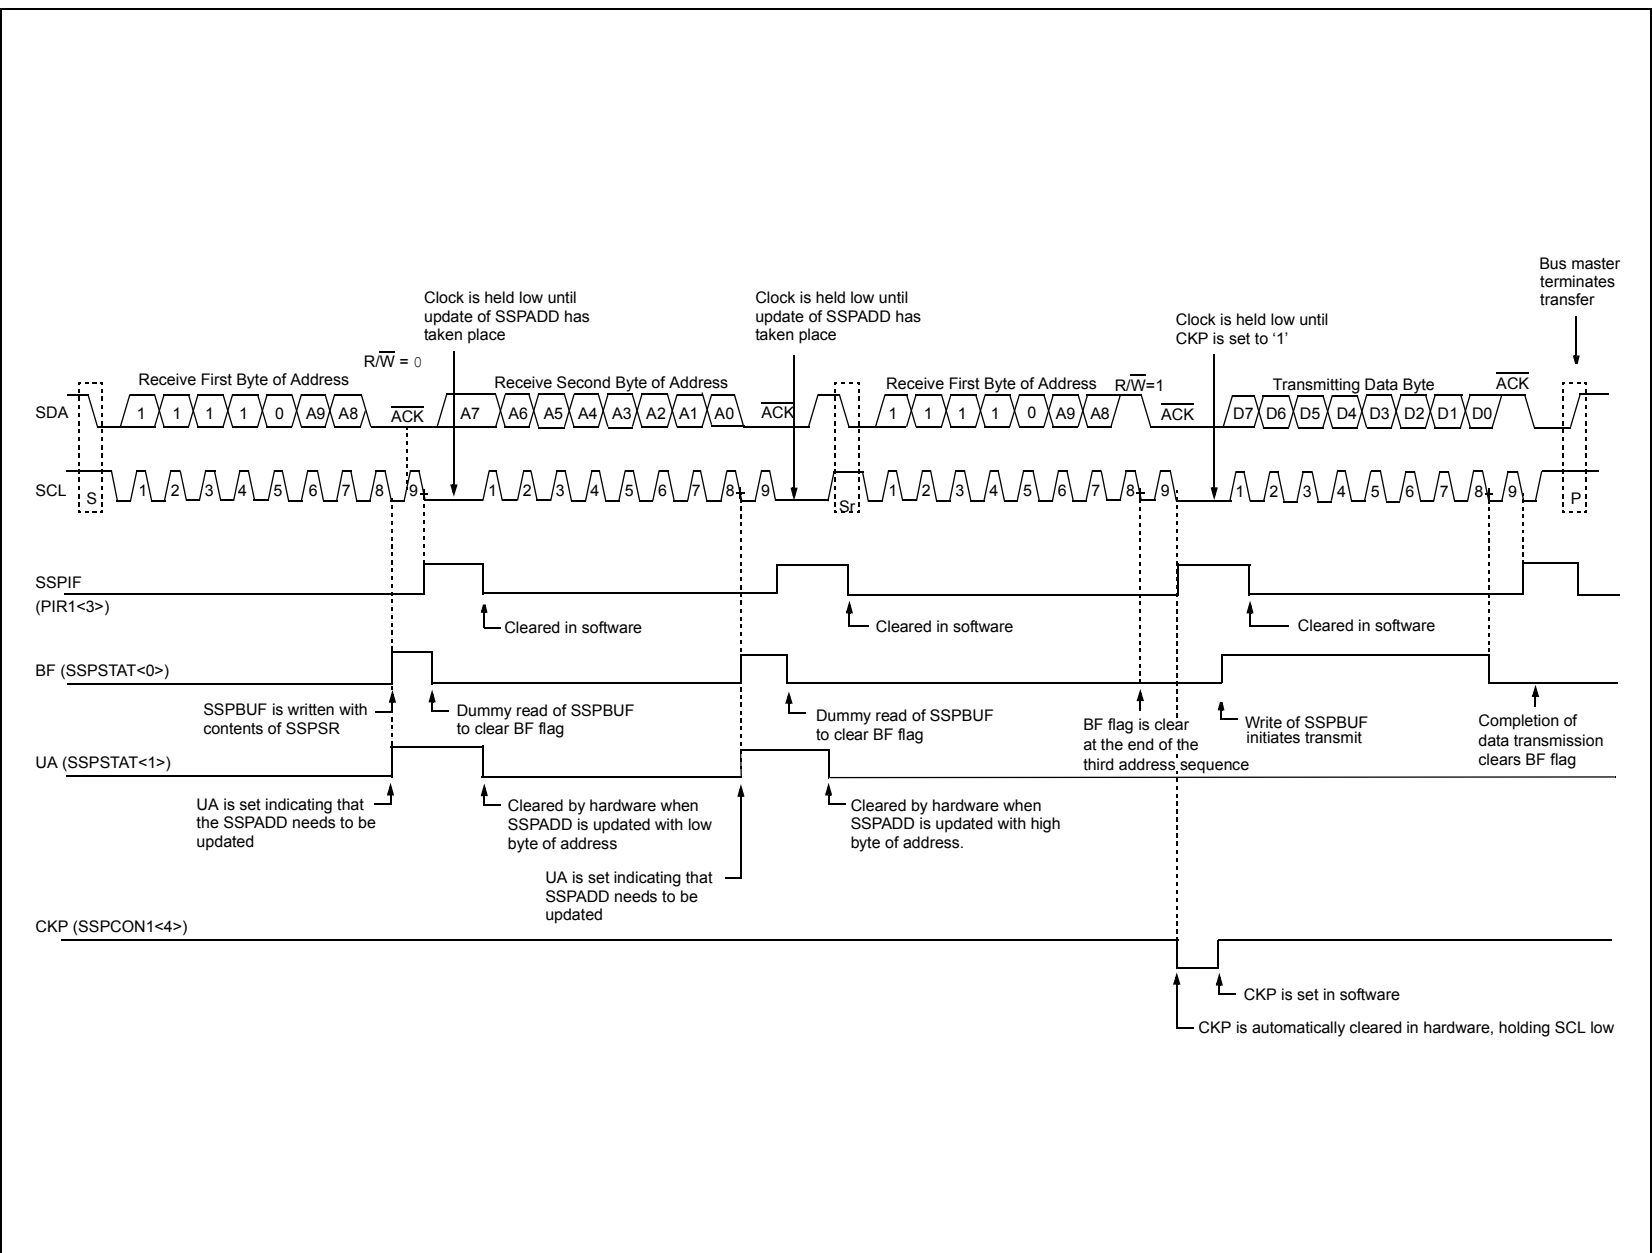 Bus master
terminates
transfer
Clock is held low until
update of SSPADD has
taken place
Clock is held low until
update of SSPADD has
taken place
Clock is held low until
CKP is set to ‘1’
R/W = 0
Receive First Byte of Address
Receive Second Byte of Address
Receive First Byte of Address
R/W=1
Transmitting Data Byte
ACK
SDA
1 1 1 1 0 A9 A8
ACK
A7 A6 A5 A4 A3 A2 A1 A0
ACK
1 1 1 1 0 A9 A8
ACK
D7 D6 D5 D4 D3 D2 D1 D0
SCL
S
1 2 3 4 5 6 7 8 9
1 2 3 4 5 6 7 8 9
Sr
1 2 3 4 5 6 7 8 9
1 2 3 4 5 6 7 8 9
P
SSPIF
(PIR1<3>)
Cleared in software
Cleared in software
Cleared in software
BF (SSPSTAT<0>)
SSPBUF is written with
contents of SSPSR
Dummy read of SSPBUF
to clear BF flag
Dummy read of SSPBUF
to clear BF flag
BF flag is clear
at the end of the
third address sequence
Write of SSPBUF
initiates transmit
Completion of
data transmission
clears BF flag
UA (SSPSTAT<1>)
UA is set indicating that
the SSPADD needs to be
updated
Cleared by hardware when
SSPADD is updated with low
byte of address
UA is set indicating that
SSPADD needs to be
updated
Cleared by hardware when
SSPADD is updated with high
byte of address.
CKP (SSPCON1<4>)
CKP is set in software
CKP is automatically cleared in hardware, holding SCL low